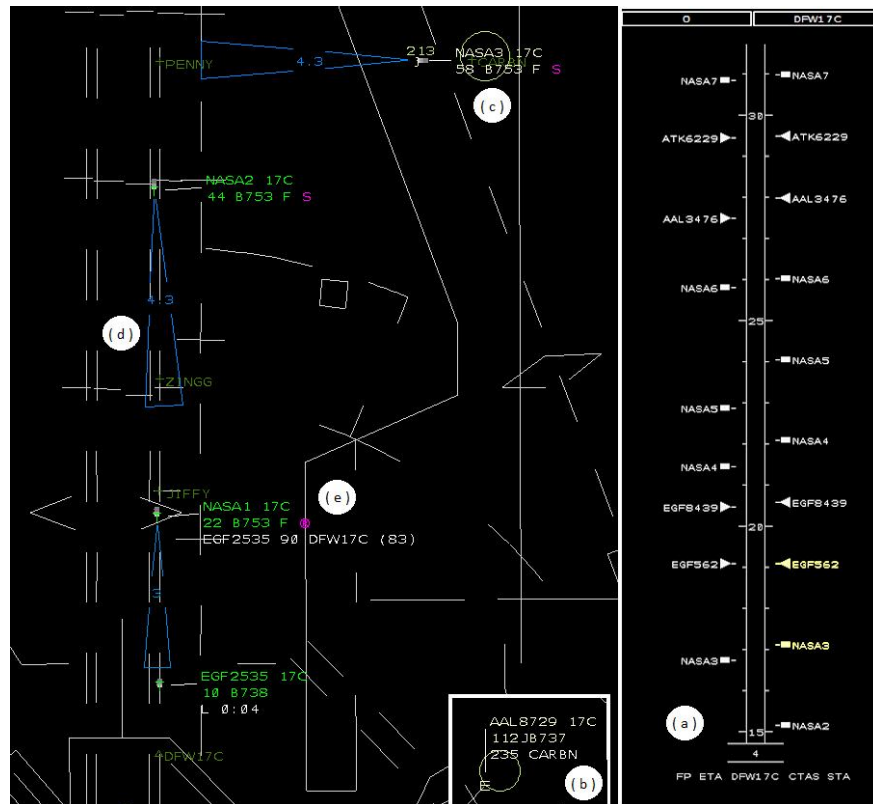 213
NASA3 17C
4.3
PENNY
CARBN
58 B753 F S
(c)
NASA2 17C
44 B753 F S
4.3
(d)
ZINGG
JIFFY
(e)
NASA1 17C
22 B753 F
EGF2535 90 DFW17C (83)
3
EGF2535 17C
10 B738
L 0:04
DFW17C
AAL8729 17C
112JB737
235 CARBN
(b)
O DFW17C
NASA7 NASA7
30
ATK6229 ATK6229
AAL3476
AAL3476
NASA6 NASA6
25
NASA5
NASA5
NASA4
NASA4
EGF8439 EGF8439
20
EGF562 EGF562
NASA3
NASA3
(a)
NASA2
15
4
FP ETA DFW17C CTAS STA